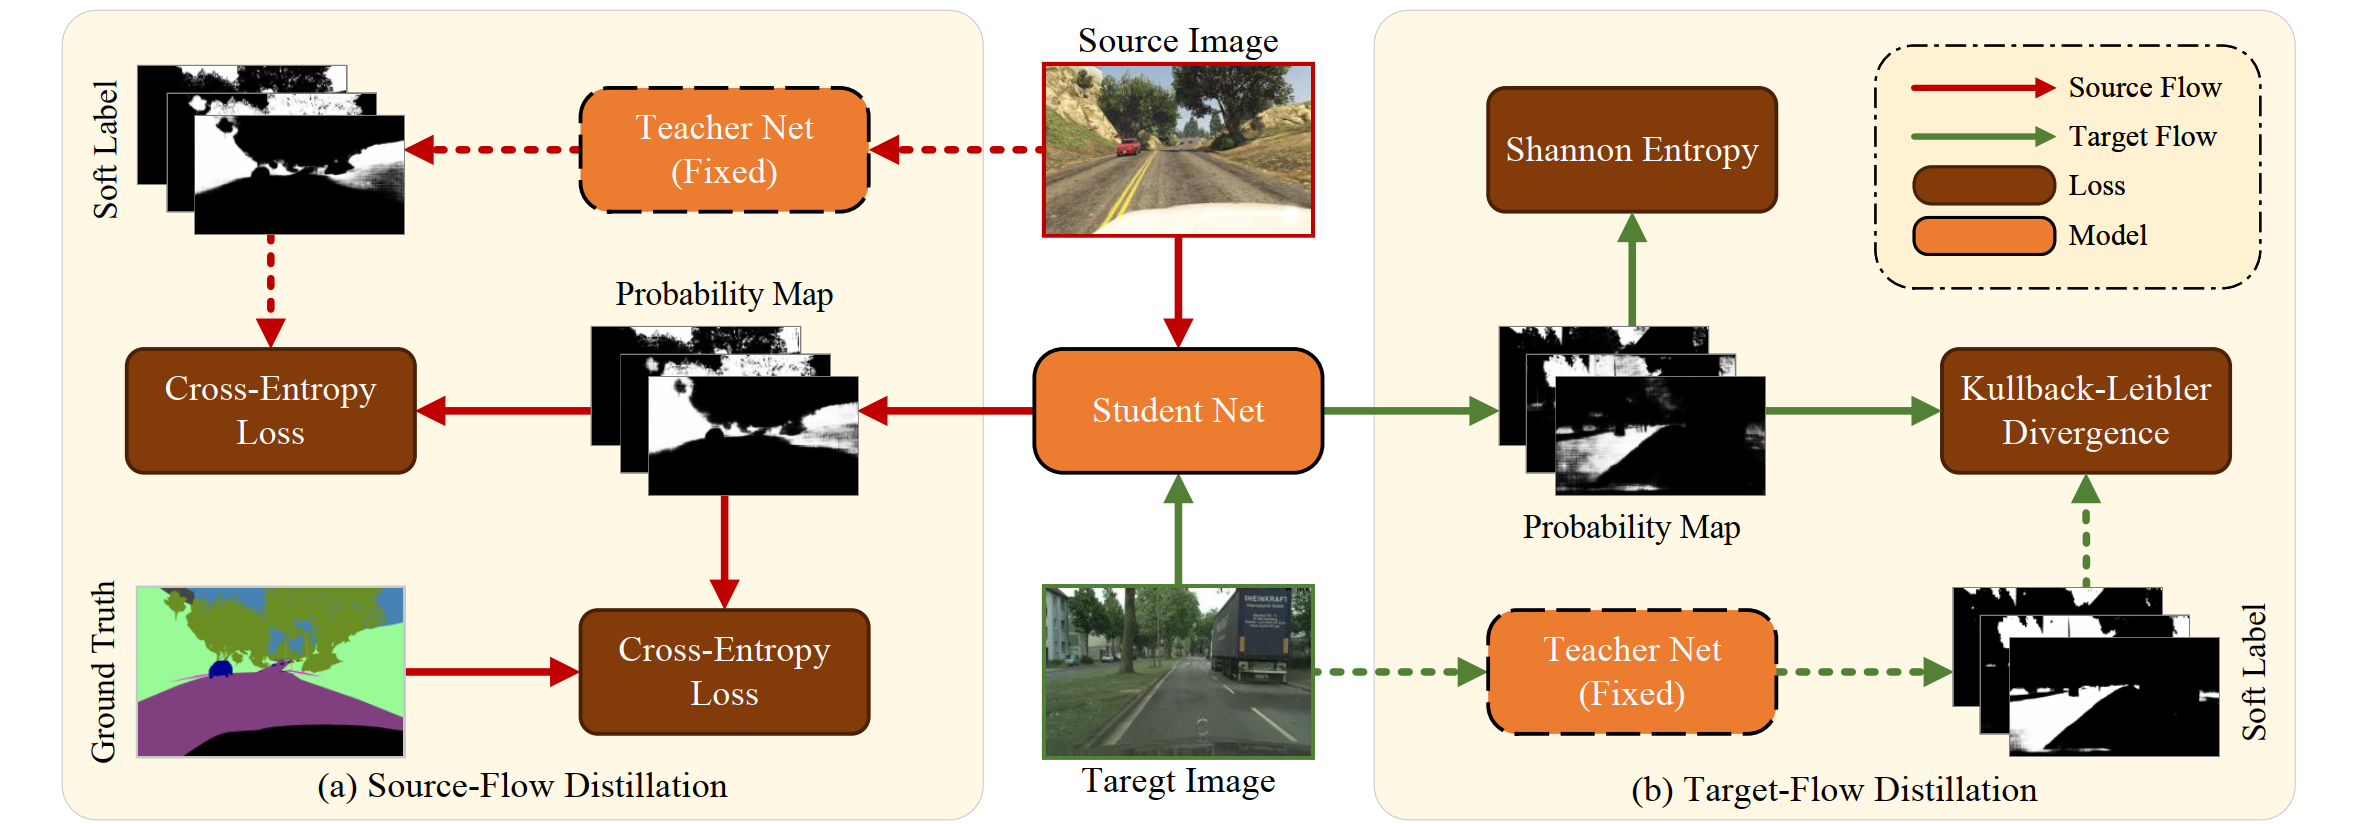 Source Image
Soft Label
Teacher Net
(Fixed)
Probability Map
Cross-Entropy
Loss
Student Net
Ground Truth
Cross-Entropy
Loss
(a) Source-Flow Distillation
Taregt Image
Shannon Entropy
Source Flow
Target Flow
Loss
Model
Kullback-Leibler
Divergence
Probability Map
Teacher Net
(Fixed)
Soft Label
(b) Target-Flow Distillation